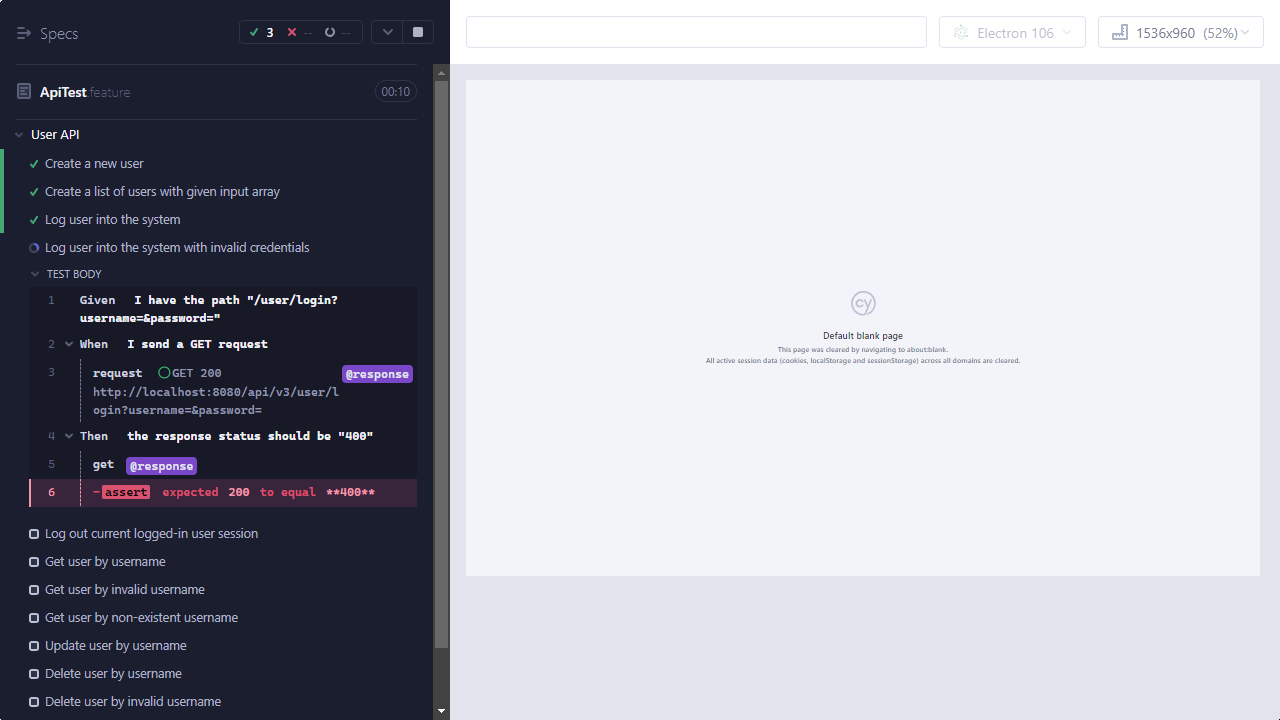 Specs
3 -- --
ApiTest feature 00:10
User API
Create a new user
Create a list of users with given input array
Log user into the system
Log user into the system with invalid credentials
TEST BODY
1 Given I have the path "/user/login?
username=&password="
2 When I send a GET request
3 request GET 200 @response
http://localhost:8080/api/v3/user/l
ogin?username=&password=
4 Then the response status should be "400"
5 get @response
6 -assert expected 200 to equal **400**
Log out current logged-in user session
Get user by username
Get user by invalid username
Get user by non-existent username
Update user by username
Delete user by username
Delete user by invalid username
Electron 106
1536x960 (52%)
cy
Default blank page
This page was cleared by navigating to about:blank.
All active session data (cookies, localStorage and sessionStorage) across all domains are cleared.